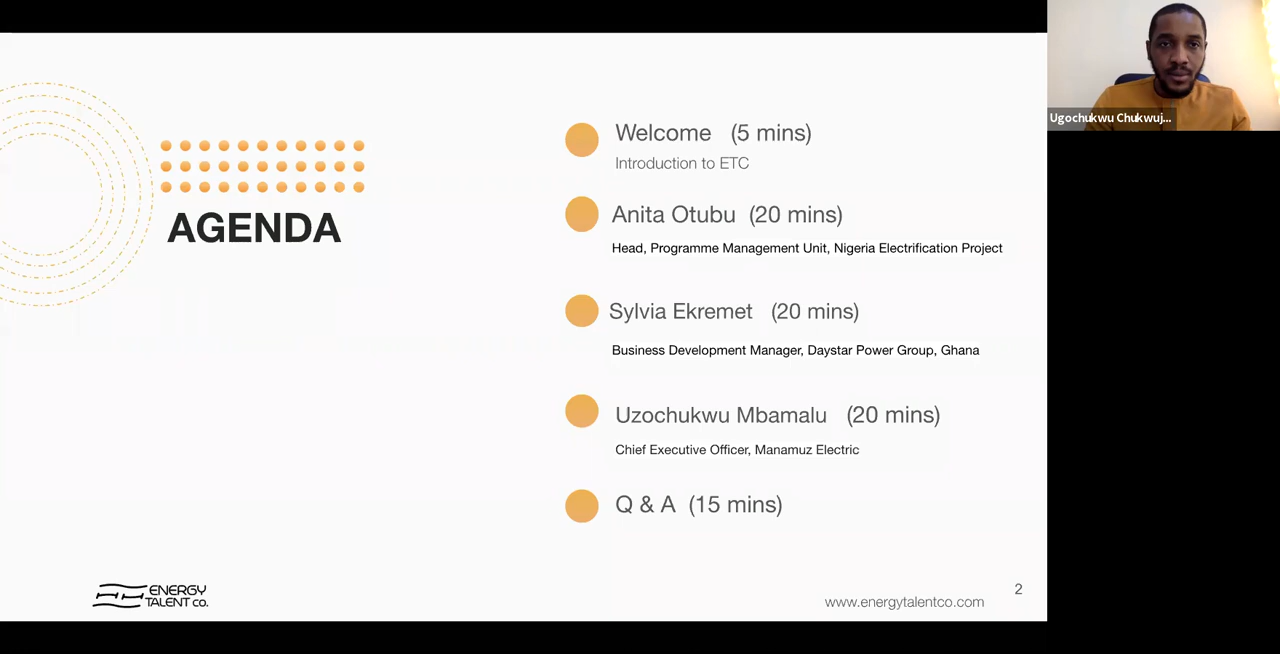 AGENDA
Welcome (5 mins)
Introduction to ETC
Anita Otubu (20 mins)
Head, Programme Management Unit, Nigeria Electrification Project
Sylvia Ekremet (20 mins)
Business Development Manager, Daystar Power Group, Ghana
Uzochukwu Mbamalu (20 mins)
Chief Executive Officer, Manamuz Electric
Q & A (15 mins)
ENERGY
TALENT CO.
www.energytalentco.com
2
Ugochukwu Chukwuj...